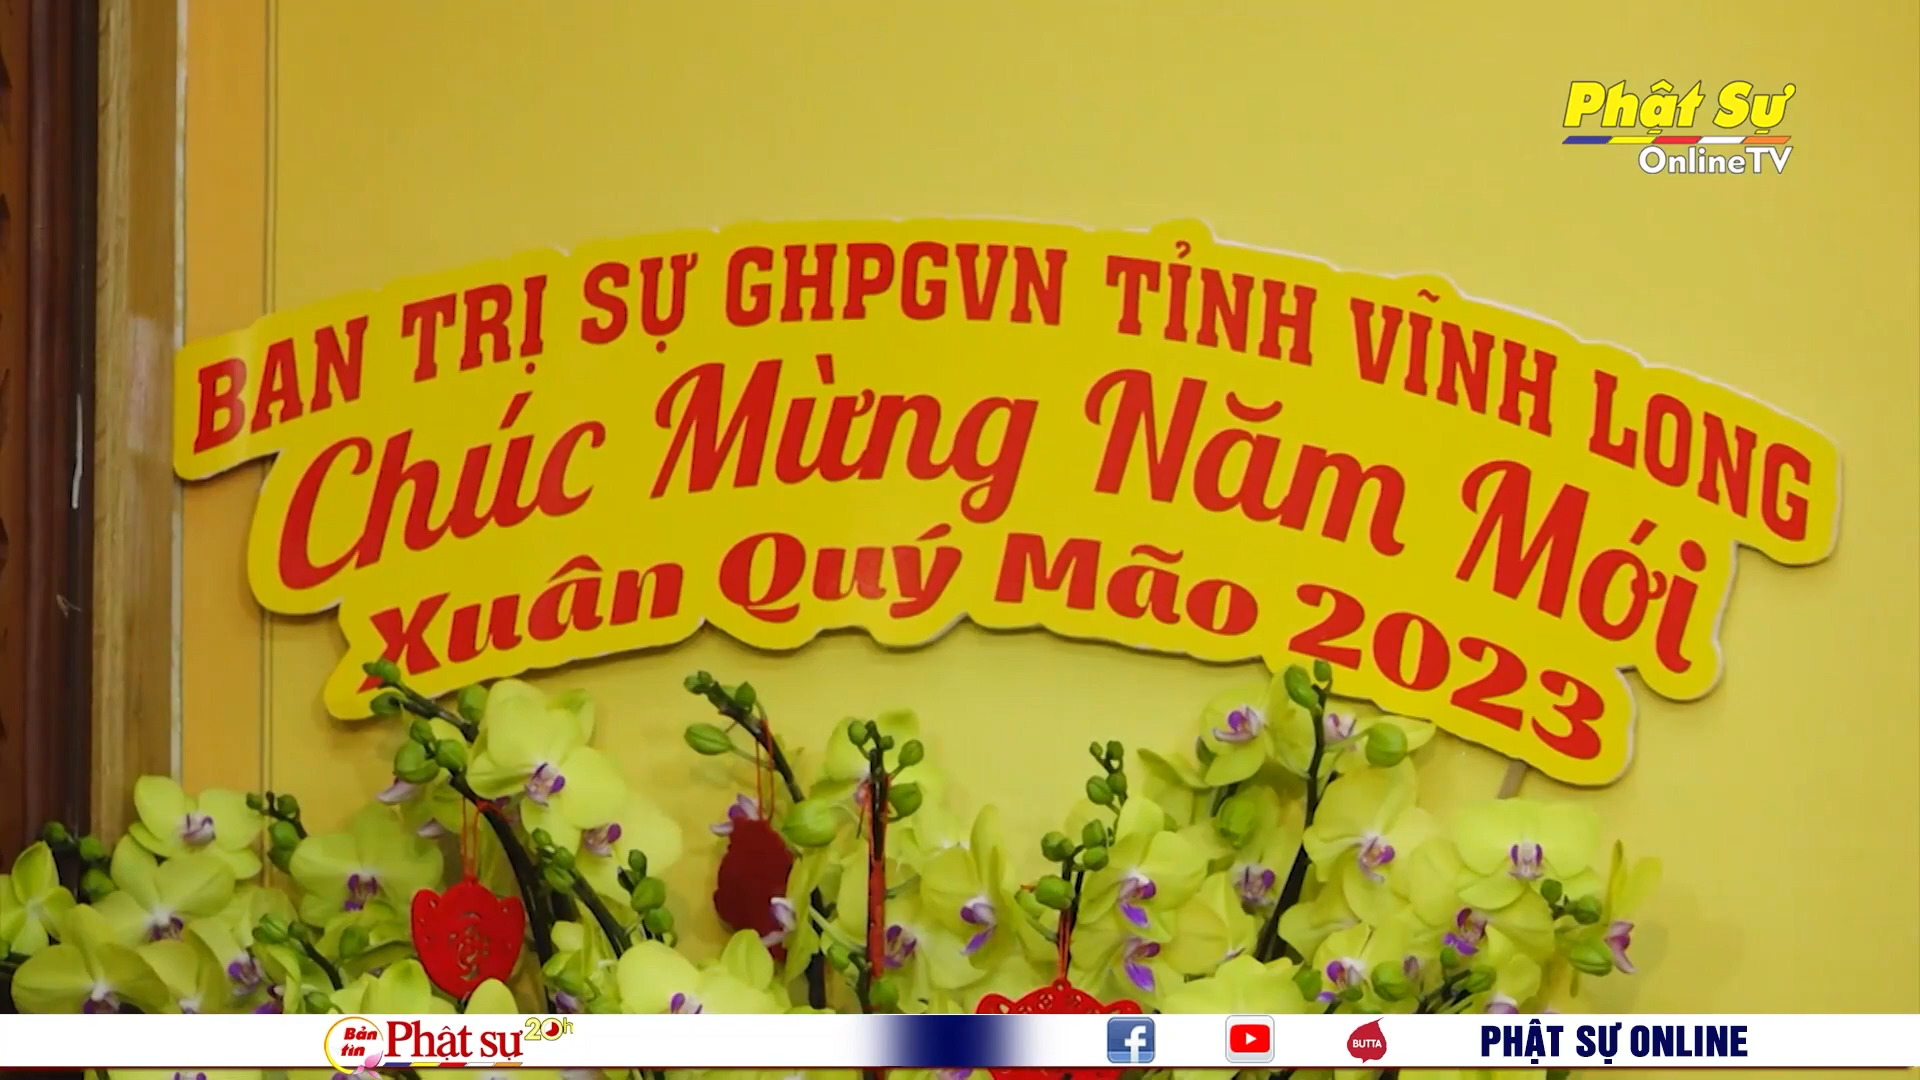 Phật Sự
OnlineTV
BAN TRỊ SỰ GHPGVN TỈNH VĨNH LONG
Chúc Mừng Năm Mới
Xuân Quý Mão 2023
Bản tin Phật sự 20h
BUTTA
PHẬT SỰ ONLINE